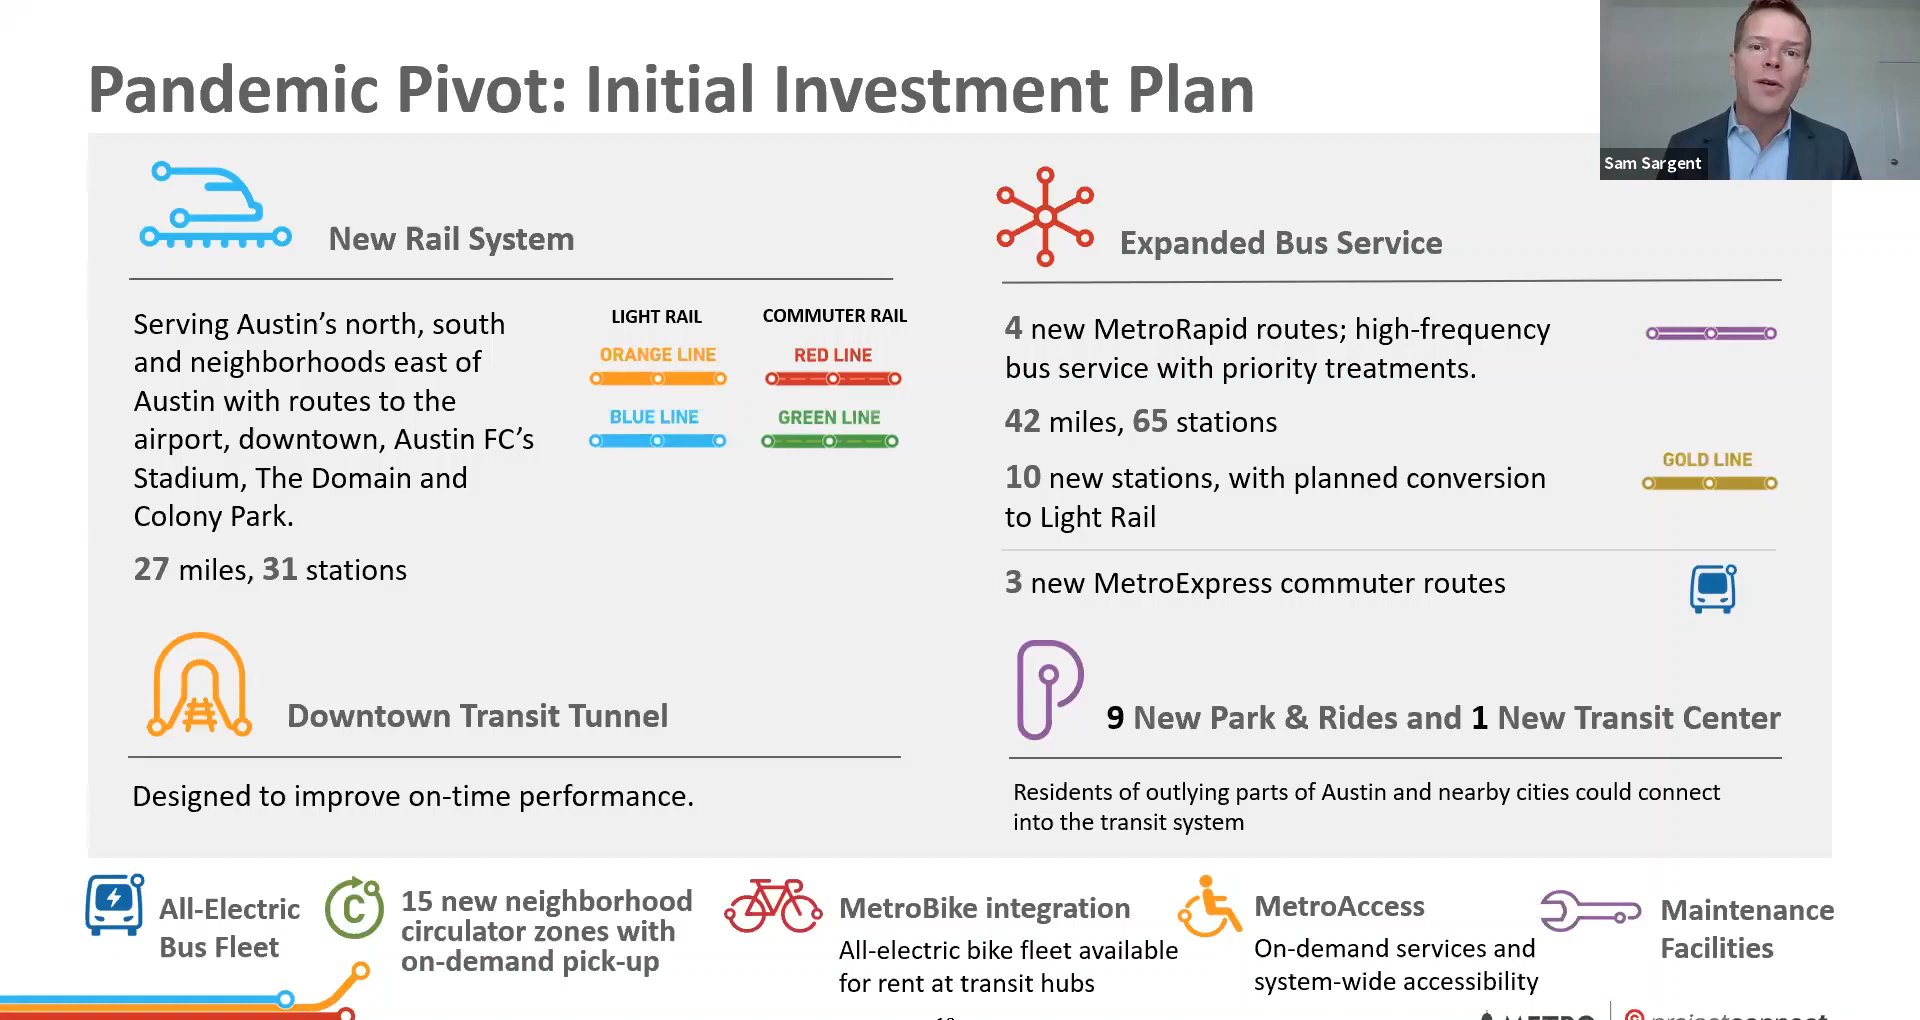 Pandemic Pivot: Initial Investment Plan
Sam Sargent
New Rail System
Serving Austin’s north, south
and neighborhoods east of
Austin with routes to the
airport, downtown, Austin FC’s
Stadium, The Domain and
Colony Park.
27 miles, 31 stations
LIGHT RAIL
ORANGE LINE
BLUE LINE
COMMUTER RAIL
RED LINE
GREEN LINE
Expanded Bus Service
4 new MetroRapid routes; high-frequency
bus service with priority treatments.
42 miles, 65 stations
10 new stations, with planned conversion
to Light Rail
GOLD LINE
3 new MetroExpress commuter routes
Downtown Transit Tunnel
Designed to improve on-time performance.
9 New Park & Rides and 1 New Transit Center
Residents of outlying parts of Austin and nearby cities could connect
into the transit system
All-Electric
Bus Fleet
C
15 new neighborhood
circulator zones with
on-demand pick-up
MetroBike integration
All-electric bike fleet available
for rent at transit hubs
MetroAccess
On-demand services and
system-wide accessibility
Maintenance
Facilities
METRO
projectconnect